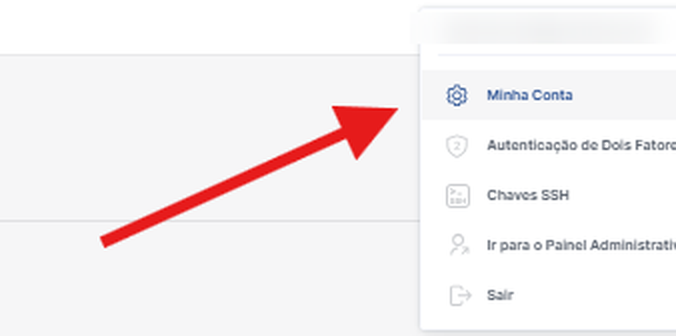 Minha Conta
Autenticação de Dois Fatore
Chaves SSH
Ir para o Painel Administrativ
Sair